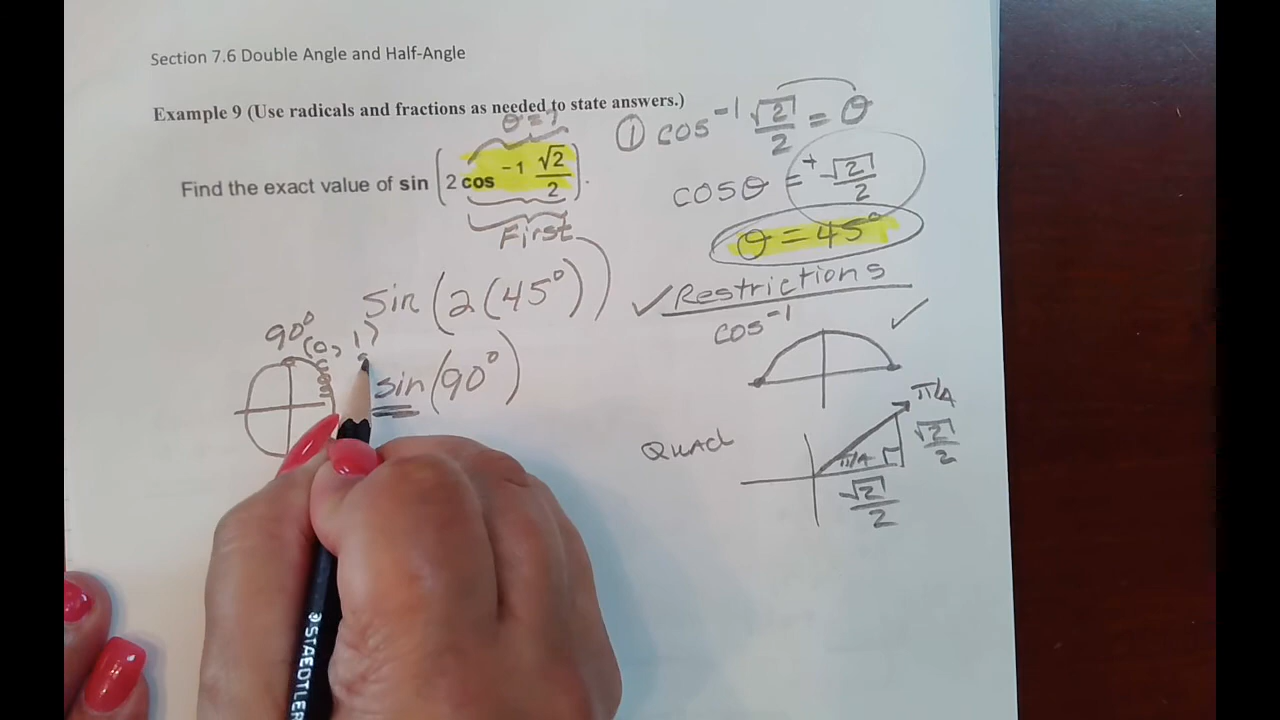 Section 7.6 Double Angle and Half-Angle
Example 9 (Use radicals and fractions as needed to state answers.)
θ = ?
Find the exact value of sin (2 cos⁻¹ √2/2).
First
sin (2 (45°))
90°
(0, 1)
sin (90°)
① cos⁻¹ √2/2 = θ
cos θ = + √2/2
θ = 45°
✓ Restrictions
cos⁻¹
✓
Quad
π/4
π/4
√2/2
√2/2
STAEDTLER